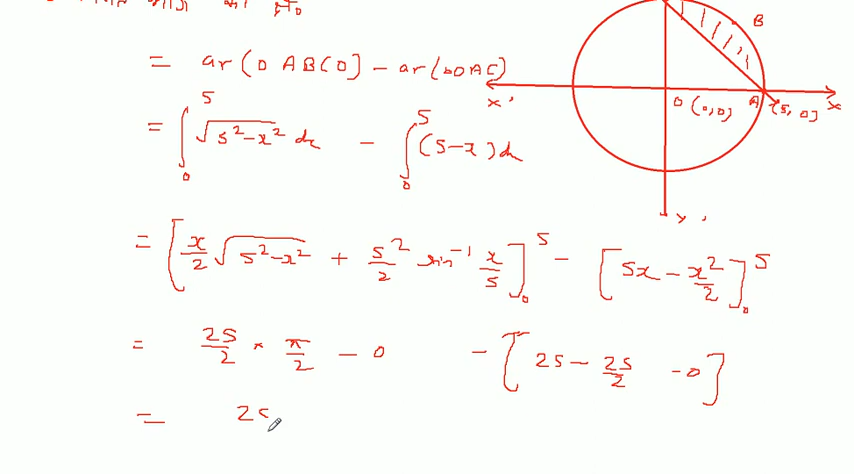 B
= ar(OABCO) - ar(△OAC)
X' O(0,0) A (5,0) X
= ∫₀⁵ √(5²-x²) dx - ∫₀⁵ (5-x) dx
Y'
= [x/2 √(5²-x²) + 5²/2 sin⁻¹ x/5]₀⁵ - [5x - x²/2]₀⁵
= 25/2 × π/2 - 0 - [25 - 25/2 - 0]
= 25